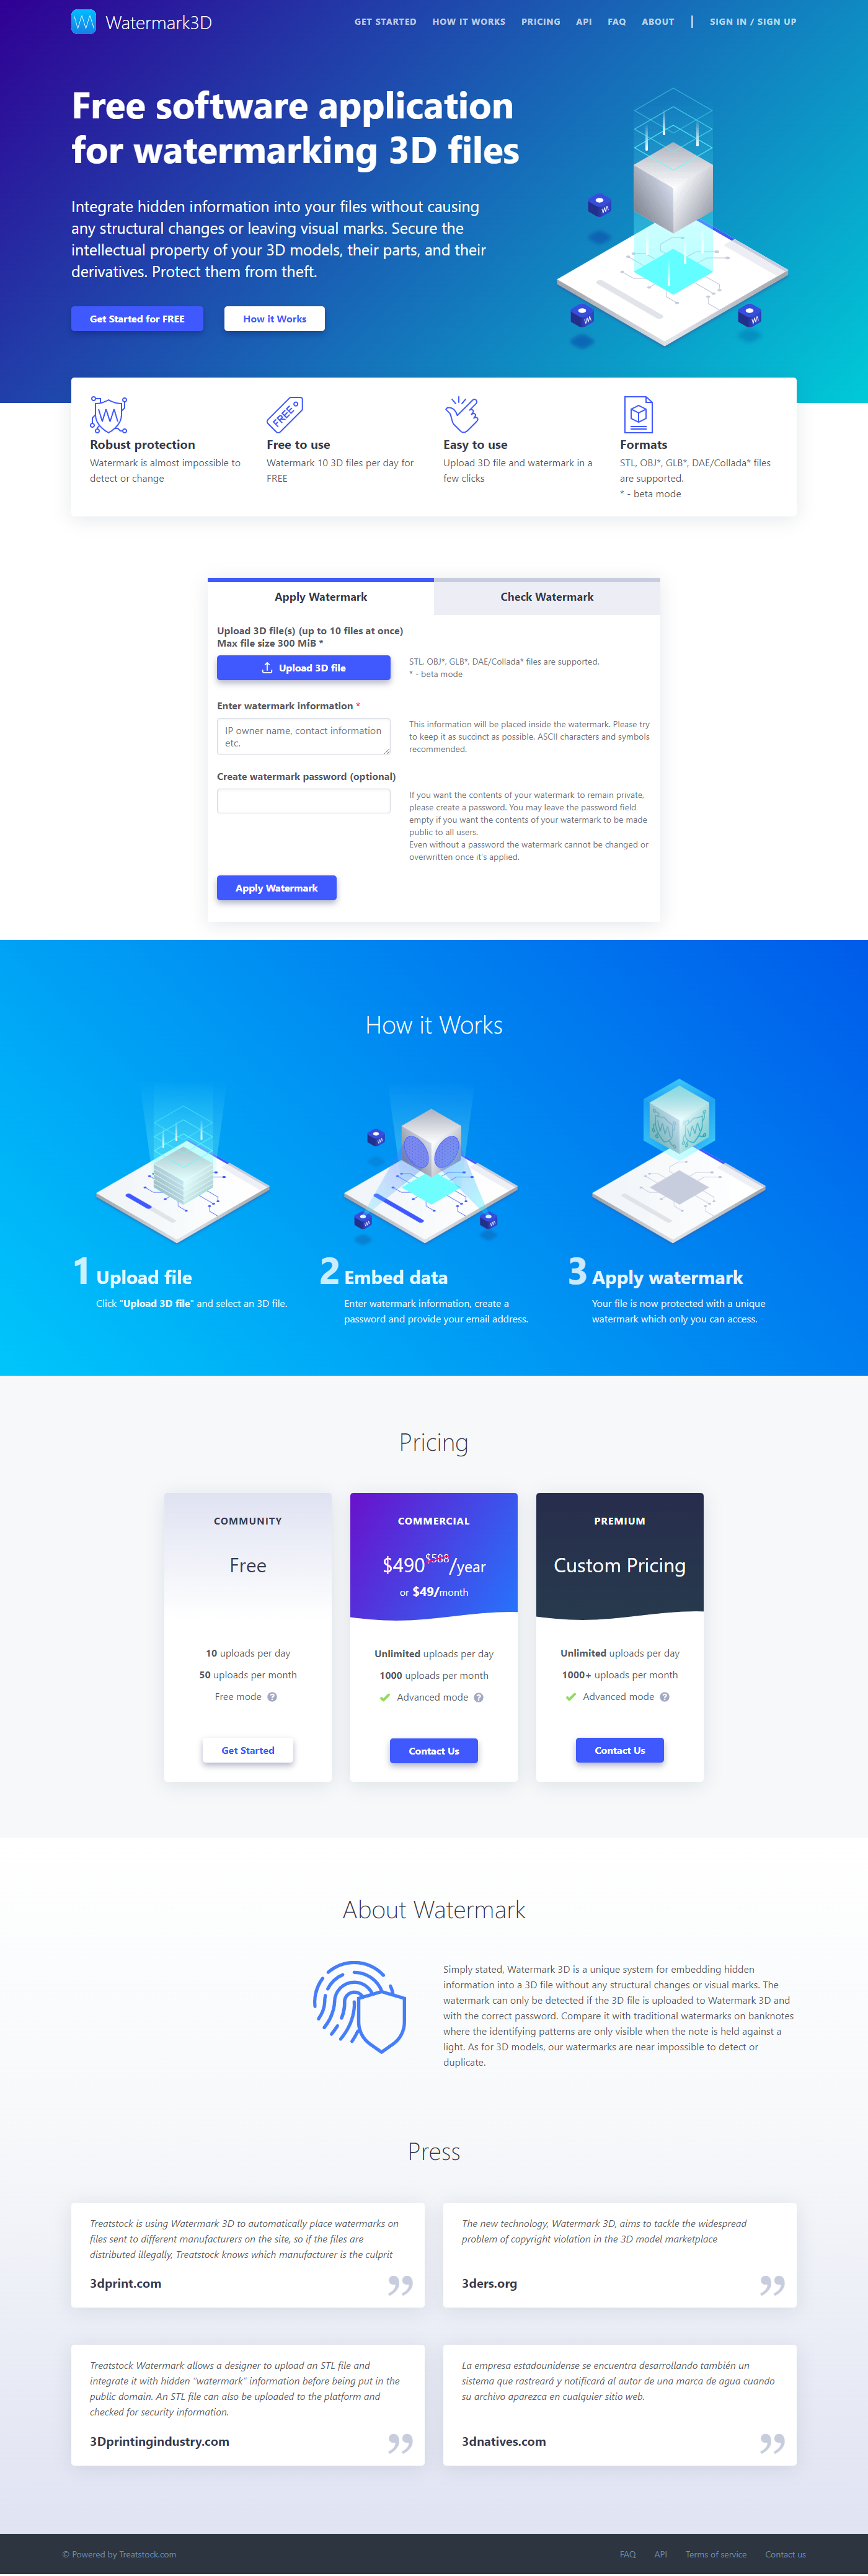 Watermark3D
GET STARTED
HOW IT WORKS
PRICING
API
FAQ
ABOUT
SIGN IN / SIGN UP
Free software application
for watermarking 3D files
Integrate hidden information into your files without causing
any structural changes or leaving visual marks. Secure the
intellectual property of your 3D models, their parts, and their
derivatives. Protect them from theft.
Get Started for FREE
How it Works
FREE
Robust protection
Watermark is almost impossible to
detect or change
Free to use
Watermark 10 3D files per day for
FREE
Easy to use
Upload 3D file and watermark in a
few clicks
Formats
STL, OBJ*, GLB*, DAE/Collada* files
are supported.
* - beta mode
Apply Watermark
Check Watermark
Upload 3D file(s) (up to 10 files at once)
Max file size 300 MiB *
Upload 3D file
STL, OBJ*, GLB*, DAE/Collada* files are supported.
* - beta mode
Enter watermark information *
IP owner name, contact information
etc.
This information will be placed inside the watermark. Please try
to keep it as succinct as possible. ASCII characters and symbols
recommended.
Create watermark password (optional)
If you want the contents of your watermark to remain private,
please create a password. You may leave the password field
empty if you want the contents of your watermark to be made
public to all users.
Even without a password the watermark cannot be changed or
overwritten once it's applied.
Apply Watermark
How it Works
1 Upload file
Click "Upload 3D file" and select an 3D file.
2 Embed data
Enter watermark information, create a
password and provide your email address.
3 Apply watermark
Your file is now protected with a unique
watermark which only you can access.
Pricing
COMMUNITY
Free
10 uploads per day
50 uploads per month
Free mode ?
Get Started
COMMERCIAL
$490 $588/year
or $49/month
Unlimited uploads per day
1000 uploads per month
Advanced mode ?
Contact Us
PREMIUM
Custom Pricing
Unlimited uploads per day
1000+ uploads per month
Advanced mode ?
Contact Us
About Watermark
Simply stated, Watermark 3D is a unique system for embedding hidden
information into a 3D file without any structural changes or visual marks. The
watermark can only be detected if the 3D file is uploaded to Watermark 3D and
with the correct password. Compare it with traditional watermarks on banknotes
where the identifying patterns are only visible when the note is held against a
light. As for 3D models, our watermarks are near impossible to detect or
duplicate.
Press
Treatstock is using Watermark 3D to automatically place watermarks on
files sent to different manufacturers on the site, so if the files are
distributed illegally, Treatstock knows which manufacturer is the culprit
3dprint.com
The new technology, Watermark 3D, aims to tackle the widespread
problem of copyright violation in the 3D model marketplace
3ders.org
Treatstock Watermark allows a designer to upload an STL file and
integrate it with hidden "watermark" information before being put in the
public domain. An STL file can also be uploaded to the platform and
checked for security information.
3Dprintingindustry.com
La empresa estadounidense se encuentra desarrollando también un
sistema que rastreará y notificará al autor de una marca de agua cuando
su archivo aparezca en cualquier sitio web.
3dnatives.com
© Powered by Treatstock.com
FAQ
API
Terms of service
Contact us